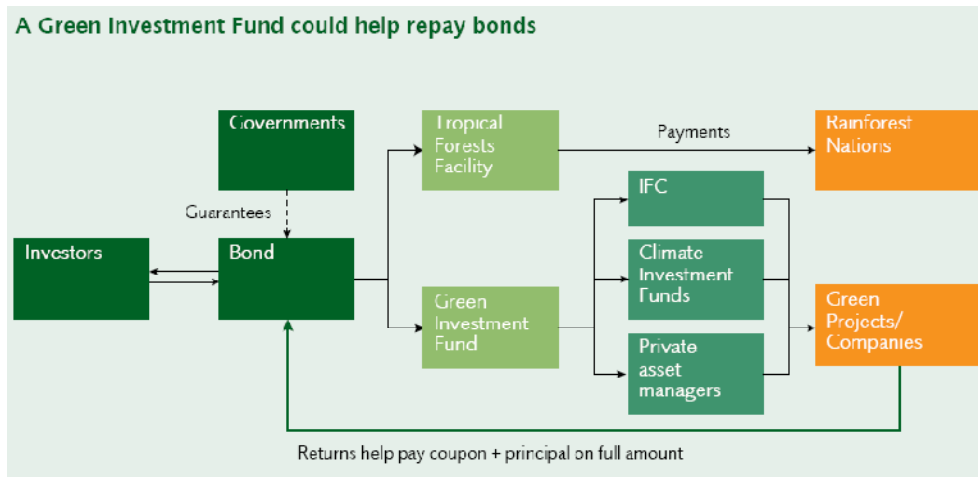 A Green Investment Fund could help repay bonds
Governments
Tropical
Forests
Facility
Payments
Rainforest
Nations
Guarantees
IFC
Investors
Bond
Climate
Investment
Funds
Green
Investment
Fund
Green
Projects/
Companies
Private
asset
managers
Returns help pay coupon + principal on full amount